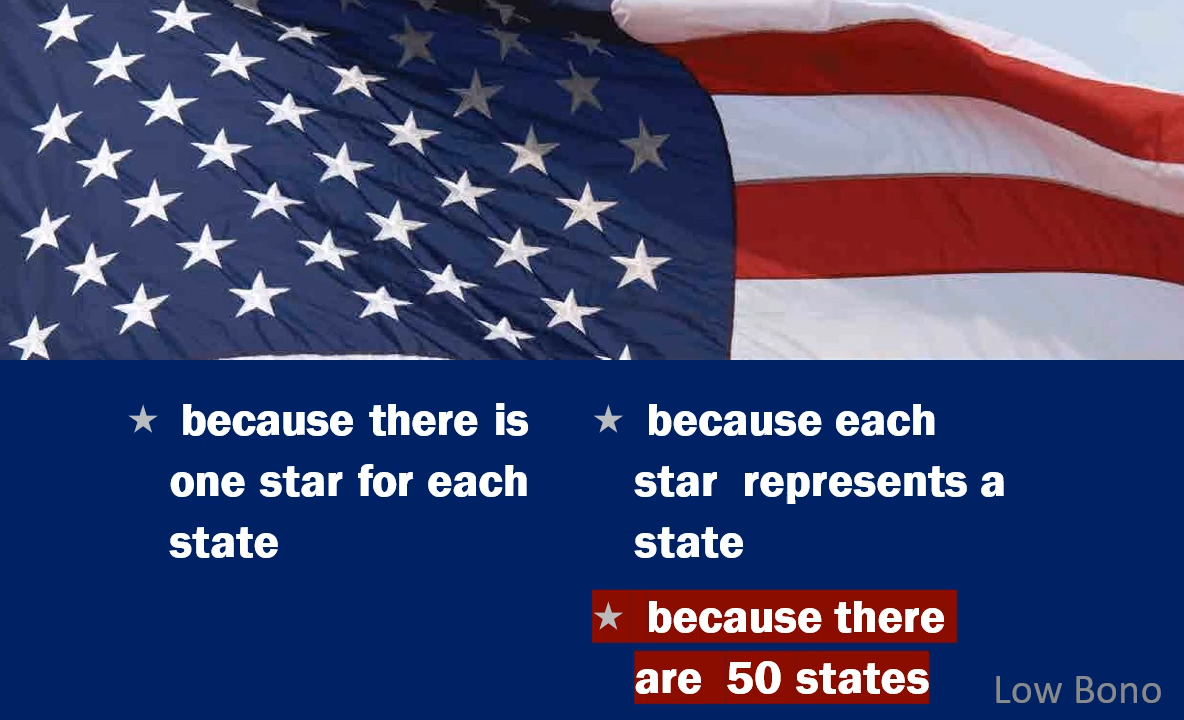 ★ because there is
one star for each
state
★ because each
star represents a
state
★ because there
are 50 states
Low Bono